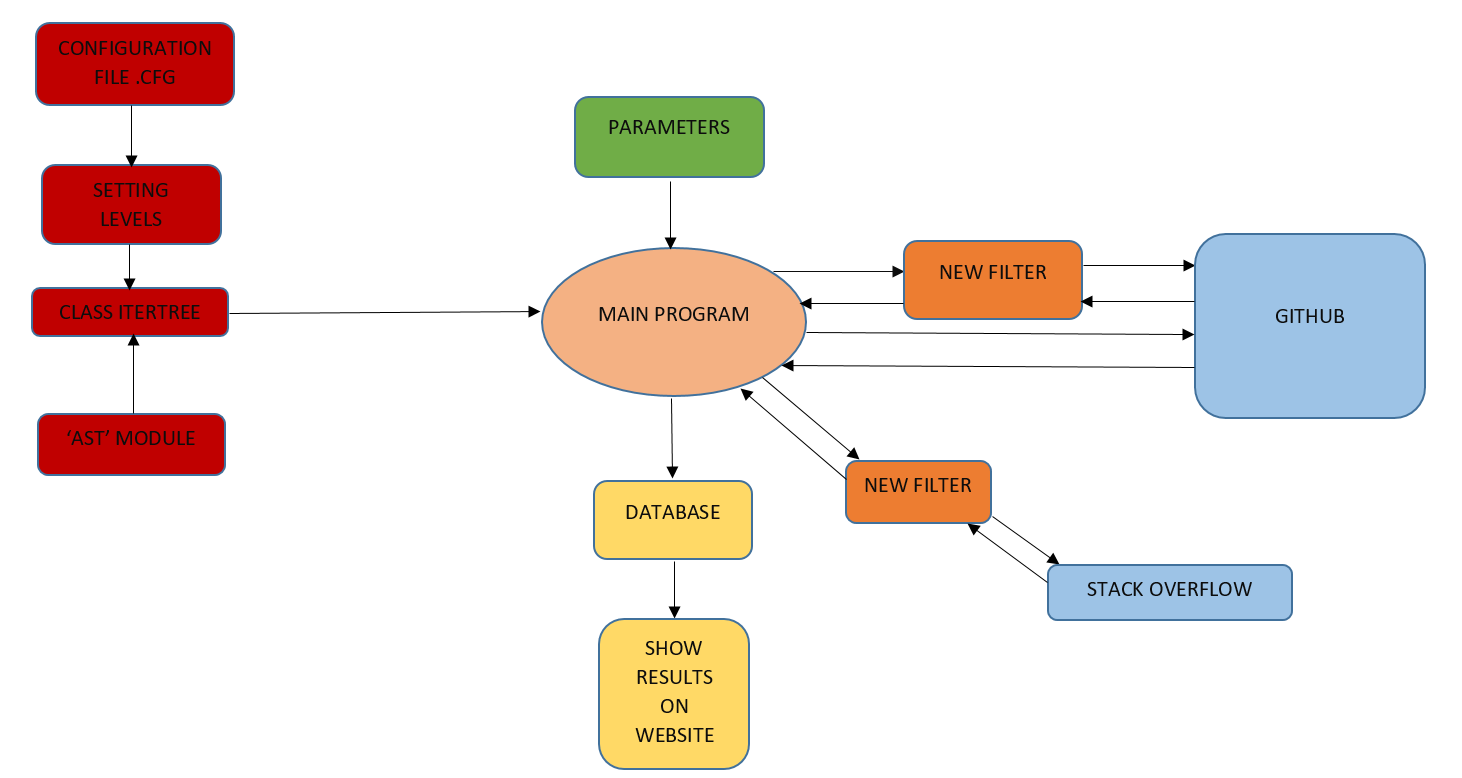 CONFIGURATION
FILE .CFG
SETTING
LEVELS
CLASS ITERTREE
‘AST’ MODULE
PARAMETERS
MAIN PROGRAM
NEW FILTER
GITHUB
NEW FILTER
STACK OVERFLOW
DATABASE
SHOW
RESULTS
ON
WEBSITE